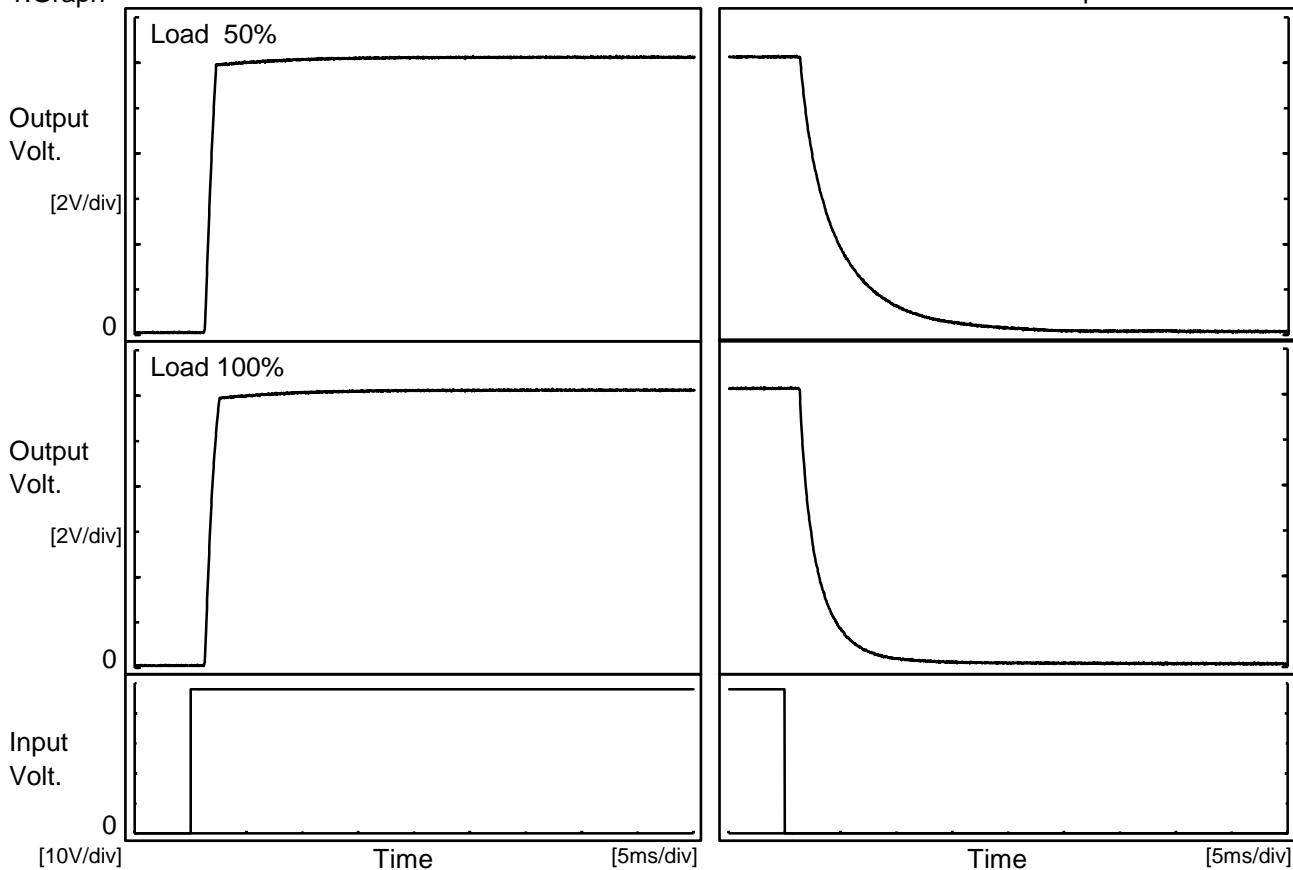 Load 50%
Output
Volt.
[2V/div]
0
Load 100%
Output
Volt.
[2V/div]
0
Input
Volt.
0
[10V/div]
Time
[5ms/div]
Time
[5ms/div]